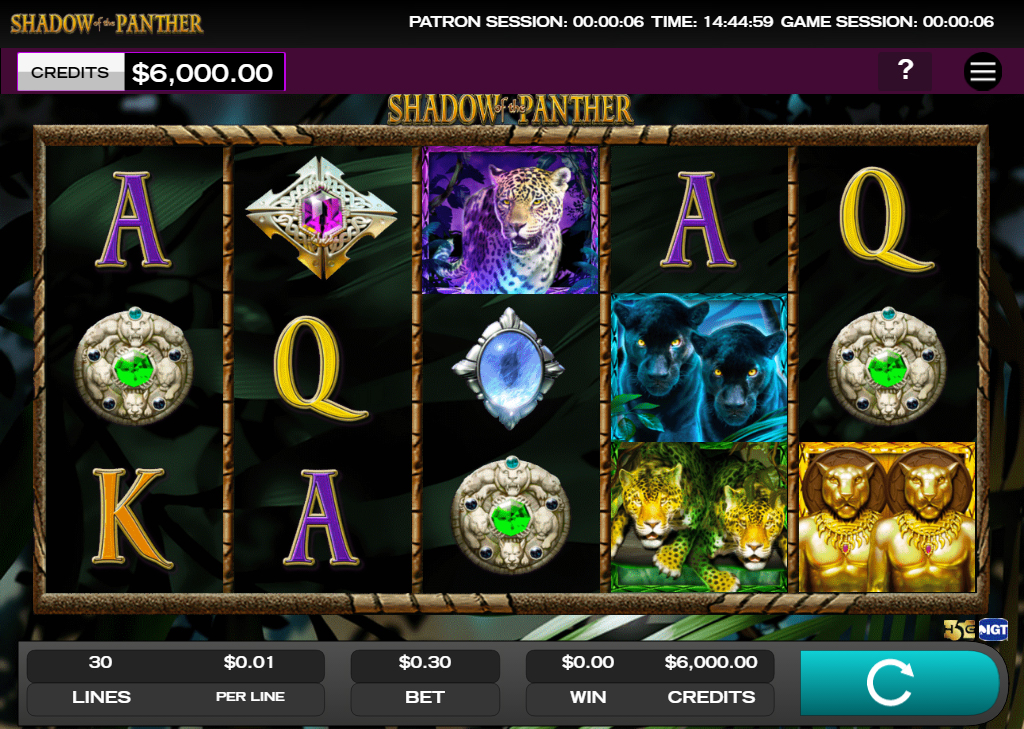 SHADOW of the PANTHER
PATRON SESSION: 00:00:06 TIME: 14:44:59 GAME SESSION: 00:00:06
CREDITS $6,000.00 ?
SHADOW of the PANTHER
A A Q
Q
K A
H5G IGT
30 $0.01 $0.30 $0.00 $6,000.00
LINES PER LINE BET WIN CREDITS